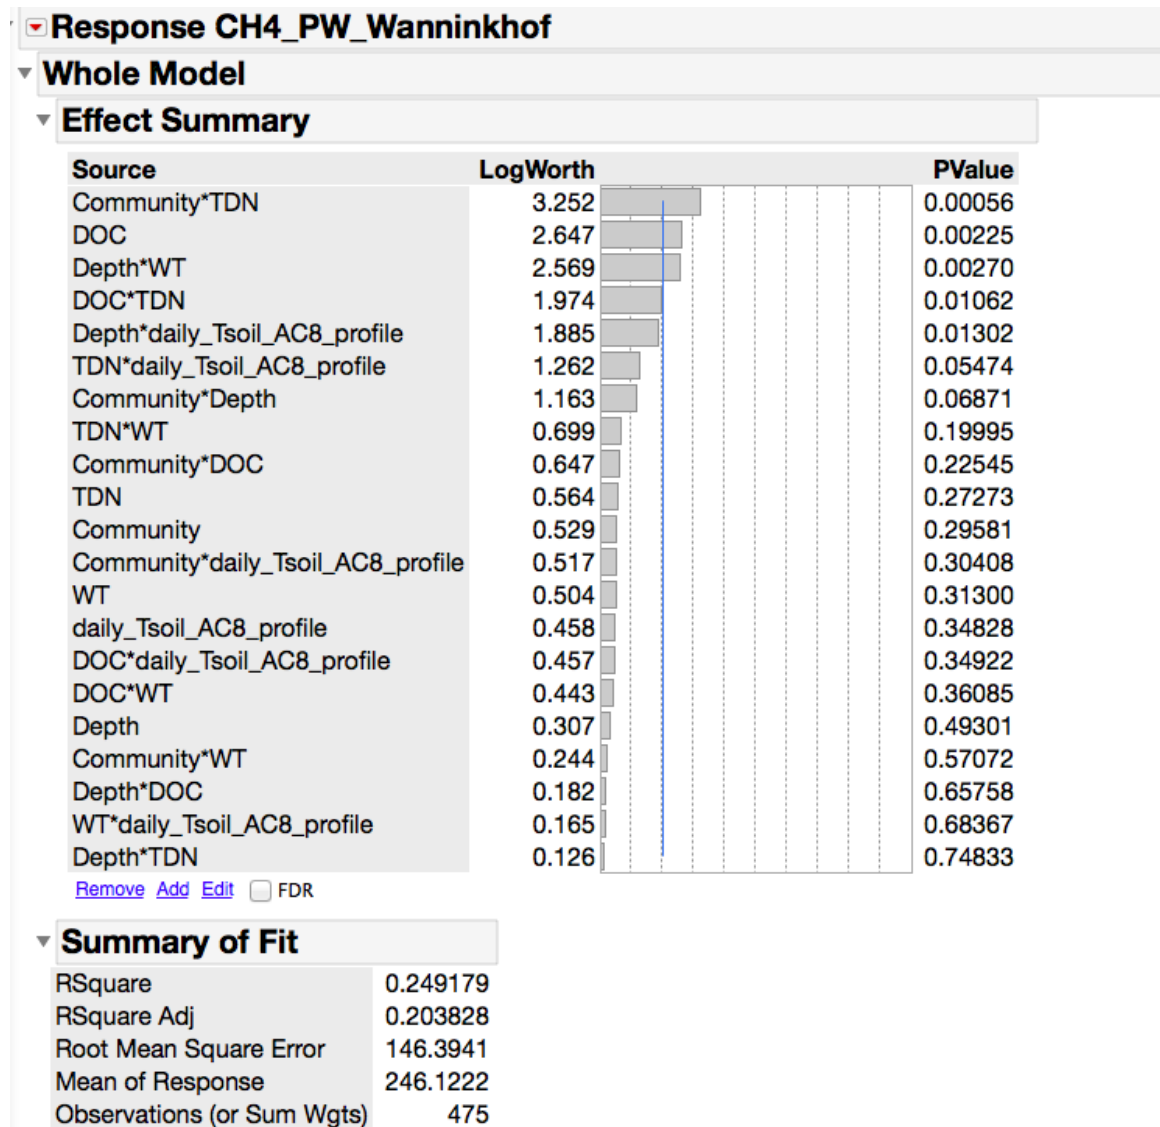 Response CH4_PW_Wanninkhof
Whole Model
Effect Summary
Source LogWorth PValue
Community*TDN 3.252 0.00056
DOC 2.647 0.00225
Depth*WT 2.569 0.00270
DOC*TDN 1.974 0.01062
Depth*daily_Tsoil_AC8_profile 1.885 0.01302
TDN*daily_Tsoil_AC8_profile 1.262 0.05474
Community*Depth 1.163 0.06871
TDN*WT 0.699 0.19995
Community*DOC 0.647 0.22545
TDN 0.564 0.27273
Community 0.529 0.29581
Community*daily_Tsoil_AC8_profile 0.517 0.30408
WT 0.504 0.31300
daily_Tsoil_AC8_profile 0.458 0.34828
DOC*daily_Tsoil_AC8_profile 0.457 0.34922
DOC*WT 0.443 0.36085
Depth 0.307 0.49301
Community*WT 0.244 0.57072
Depth*DOC 0.182 0.65758
WT*daily_Tsoil_AC8_profile 0.165 0.68367
Depth*TDN 0.126 0.74833
Remove Add Edit FDR
Summary of Fit
RSquare 0.249179
RSquare Adj 0.203828
Root Mean Square Error 146.3941
Mean of Response 246.1222
Observations (or Sum Wgts) 475